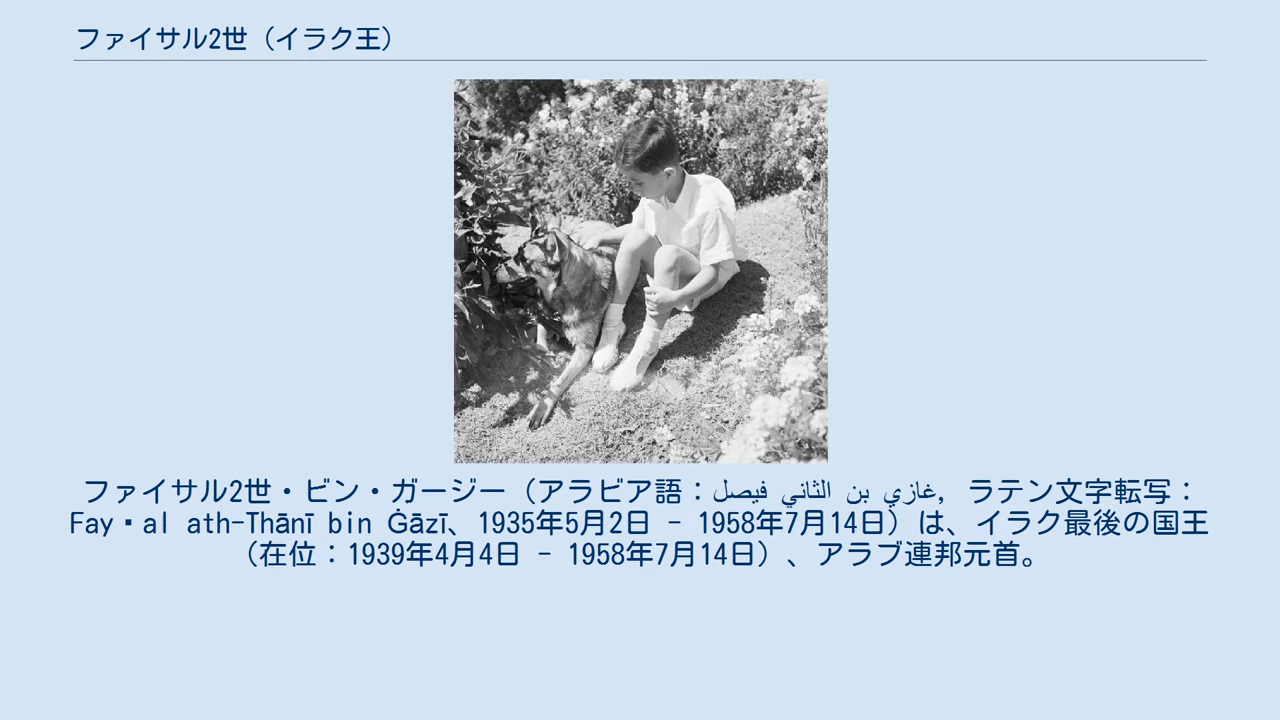 ファイサル2世（イラク王）
ファイサル2世・ビン・ガージー（アラビア語：غازي بن الثاني فيصل, ラテン文字転写：
Fay▪al ath-Thānī bin Ġāzī、1935年5月2日 - 1958年7月14日）は、イラク最後の国王
（在位：1939年4月4日 - 1958年7月14日）、アラブ連邦元首。